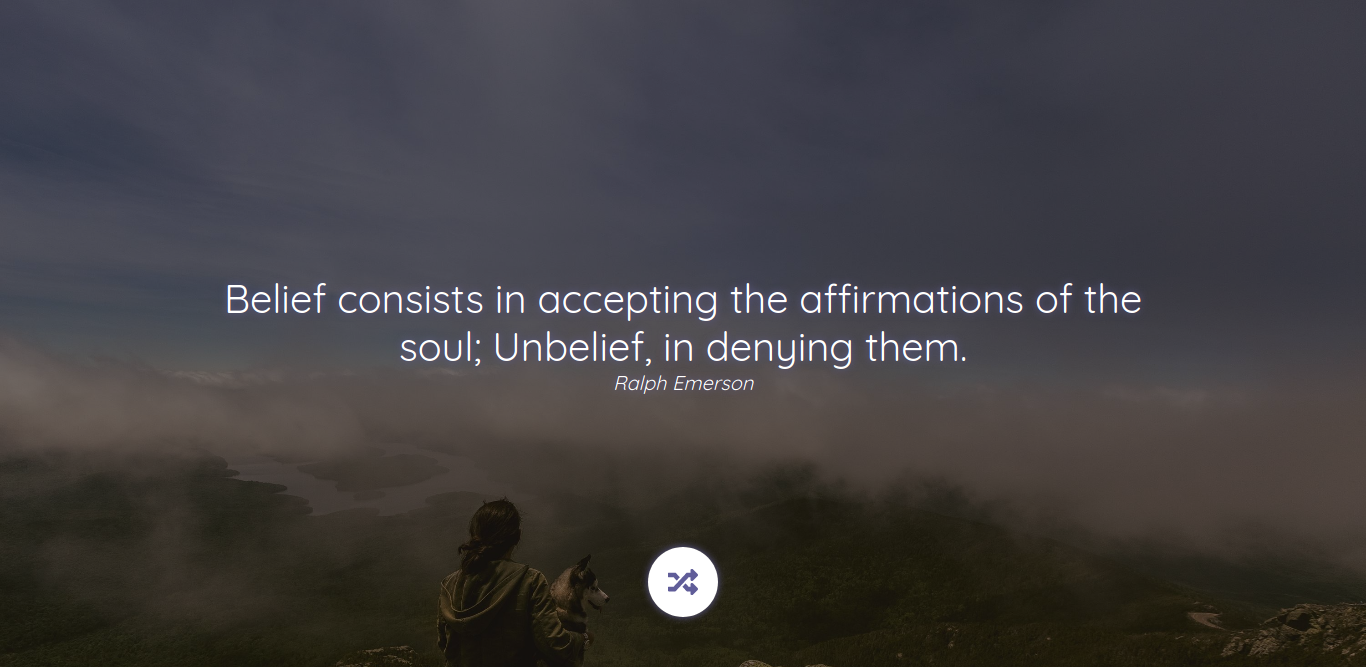 Belief consists in accepting the affirmations of the
soul; Unbelief, in denying them.
Ralph Emerson